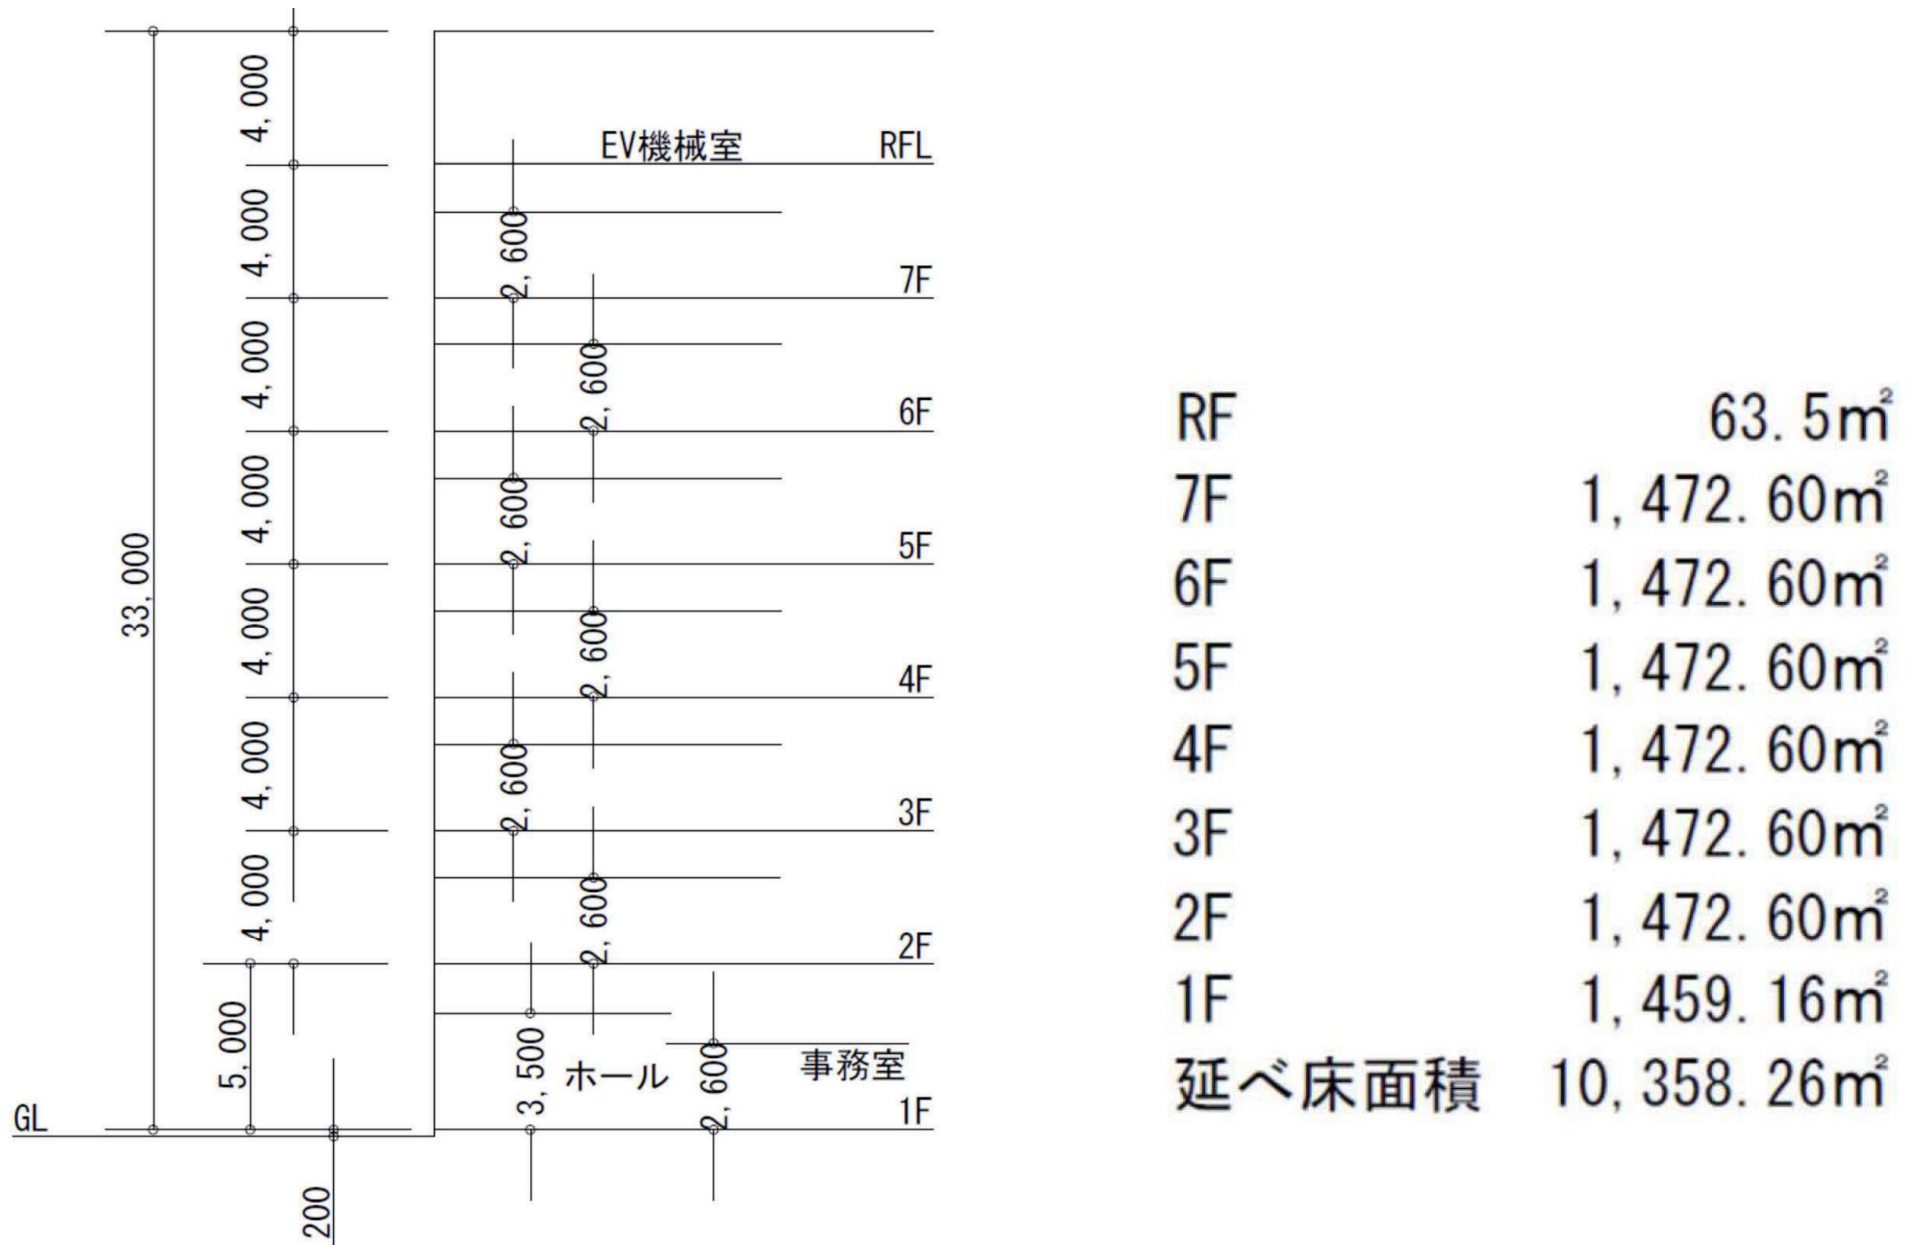 4,000
EV機械室 RFL
4,000
2,600
7F
4,000
2,600
6F
4,000
2,600
5F
33,000
4,000
2,600
4F
4,000
2,600
3F
4,000
2,600
2F
5,000
3,500
ホール
2,600
事務室
GL
1F
200
RF 63.5㎡
7F 1,472.60㎡
6F 1,472.60㎡
5F 1,472.60㎡
4F 1,472.60㎡
3F 1,472.60㎡
2F 1,472.60㎡
1F 1,459.16㎡
延べ床面積 10,358.26㎡